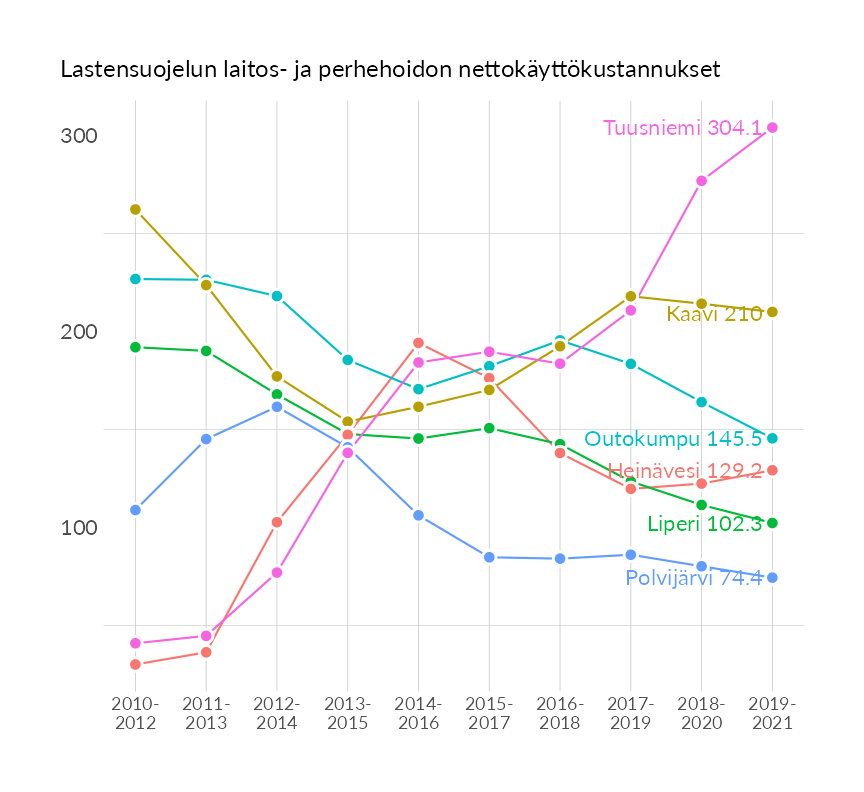 Lastensuojelun laitos- ja perhehoidon nettokäyttökustannukset
300
Tuusniemi 304.1
200
Kaavi 210
Outokumpu 145.5
Heinävesi 129.2
100
Liperi 102.3
Polvijärvi 74.4
2010- 2011- 2012- 2013- 2014- 2015- 2016- 2017- 2018- 2019-
2012 2013 2014 2015 2016 2017 2018 2019 2020 2021